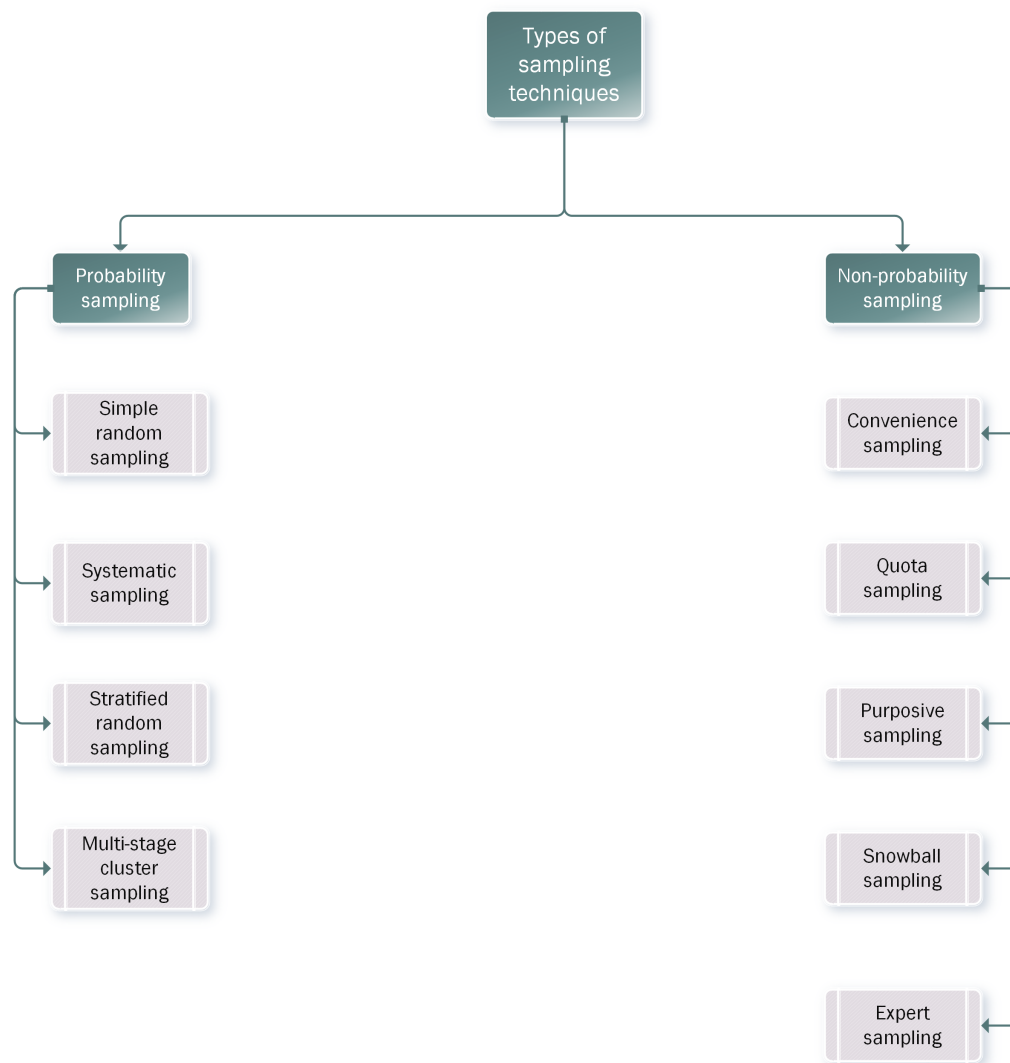 Types of
sampling
techniques
Probability
sampling
Non-probability
sampling
Simple
random
sampling
Convenience
sampling
Systematic
sampling
Quota
sampling
Stratified
random
sampling
Purposive
sampling
Multi-stage
cluster
sampling
Snowball
sampling
Expert
sampling